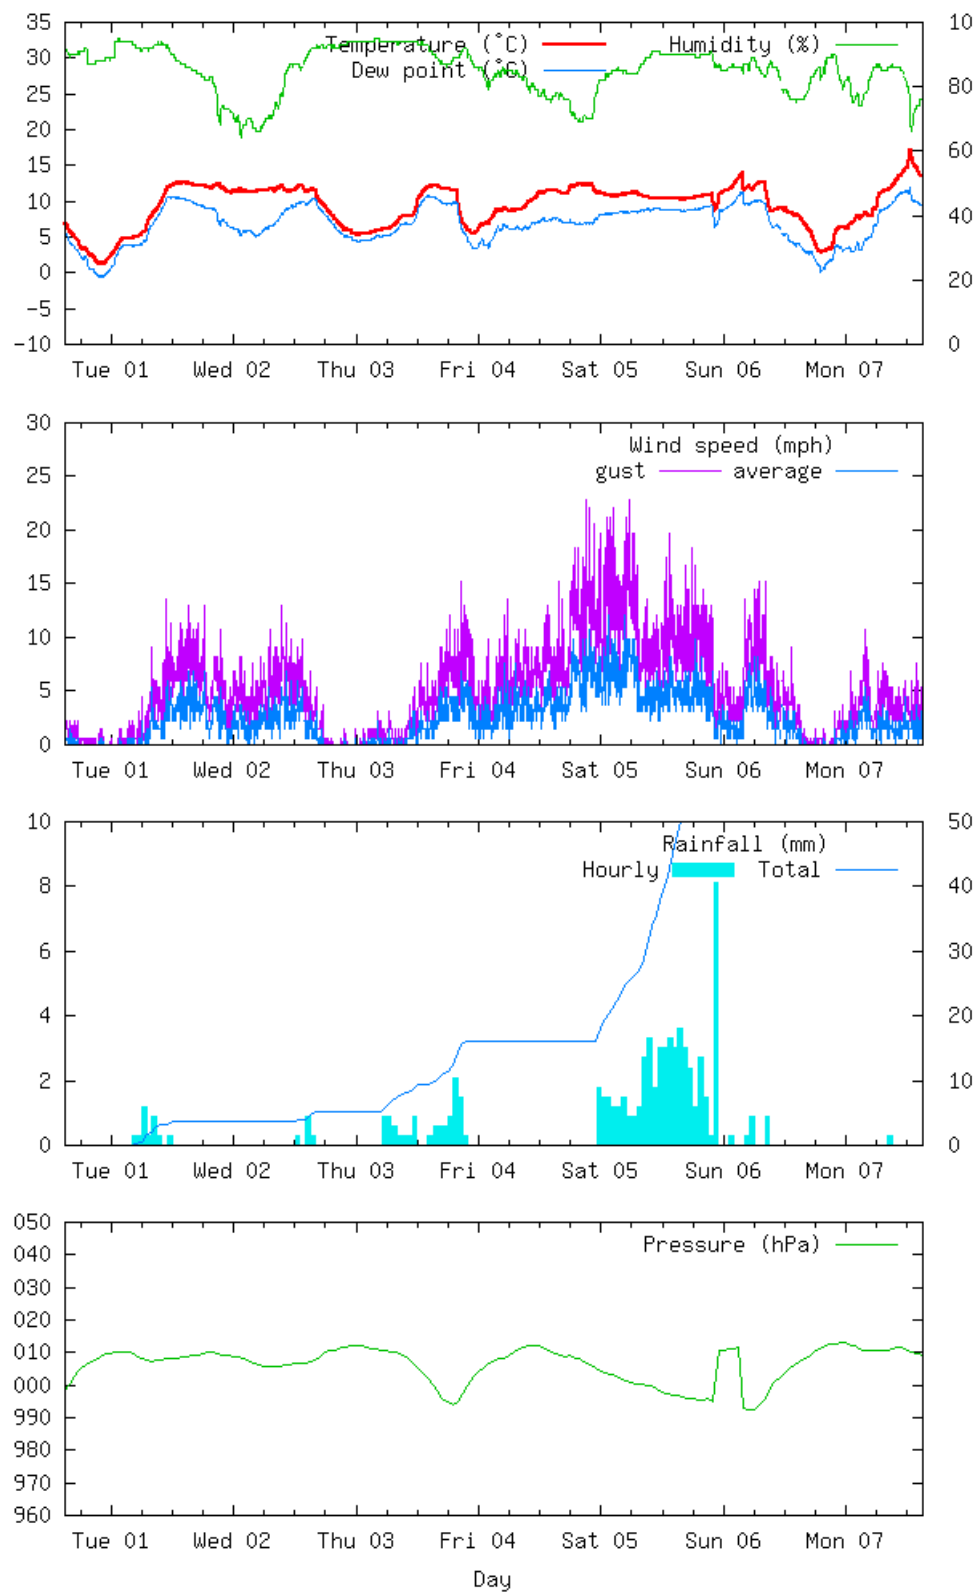 35 100
30 Temperature (°C) Humidity (%)
Dew point (°C)
25 80
20
15 60
10 40
5
0 20
-5
-10 0
Tue 01 Wed 02 Thu 03 Fri 04 Sat 05 Sun 06 Mon 07
30
Wind speed (mph)
25 gust average
20
15
10
5
0
Tue 01 Wed 02 Thu 03 Fri 04 Sat 05 Sun 06 Mon 07
10 50
Rainfall (mm)
8 Hourly Total 40
6 30
4 20
2 10
0 0
Tue 01 Wed 02 Thu 03 Fri 04 Sat 05 Sun 06 Mon 07
050
040 Pressure (hPa)
030
020
010
000
990
980
970
960
Tue 01 Wed 02 Thu 03 Fri 04 Sat 05 Sun 06 Mon 07
Day